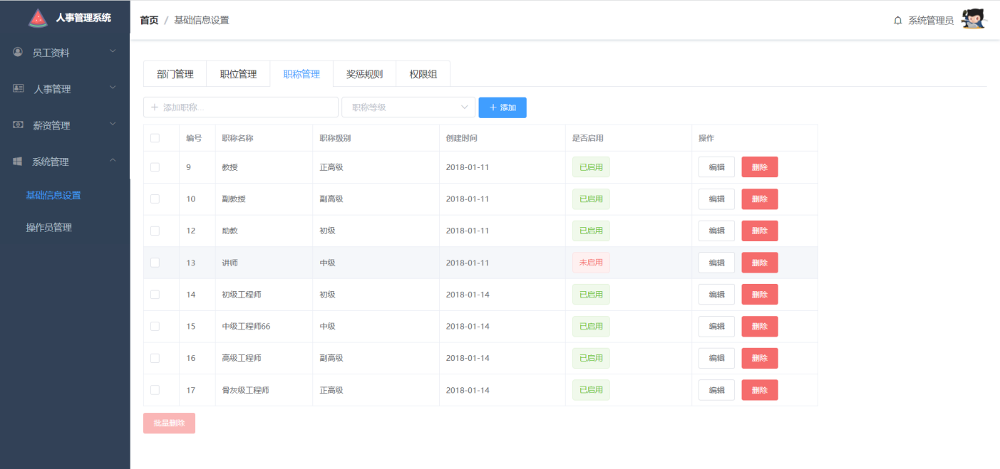 人事管理系统
首页 / 基础信息设置
系统管理员
员工资料
人事管理
薪资管理
系统管理
基础信息设置
操作员管理
部门管理 职位管理 职称管理 奖惩规则 权限组
添加职称... 职称等级 添加
编号 职称名称 职称级别 创建时间 是否启用 操作
9 教授 正高级 2018-01-11 已启用 编辑 删除
10 副教授 副高级 2018-01-11 已启用 编辑 删除
12 助教 初级 2018-01-11 已启用 编辑 删除
13 讲师 中级 2018-01-11 未启用 编辑 删除
14 初级工程师 初级 2018-01-14 已启用 编辑 删除
15 中级工程师66 中级 2018-01-14 已启用 编辑 删除
16 高级工程师 副高级 2018-01-14 已启用 编辑 删除
17 骨灰级工程师 正高级 2018-01-14 已启用 编辑 删除
批量删除